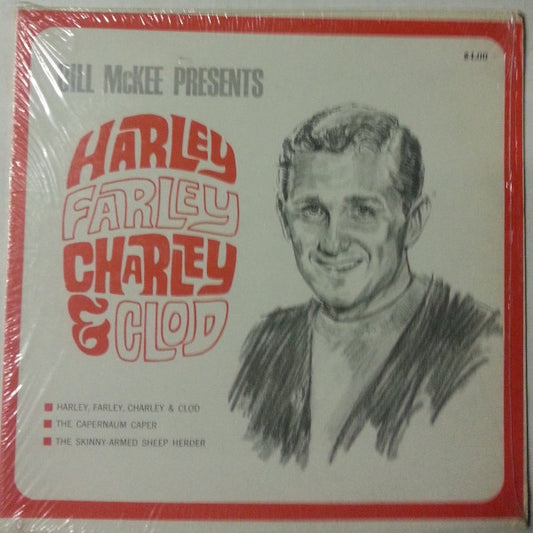 $4.00
BILL McKEE PRESENTS
HARLEY
FARLEY
CHARLEY
& CLOD
HARLEY, FARLEY, CHARLEY & CLOD
THE CAPERNAUM CAPER
THE SKINNY-ARMED SHEEP HERDER